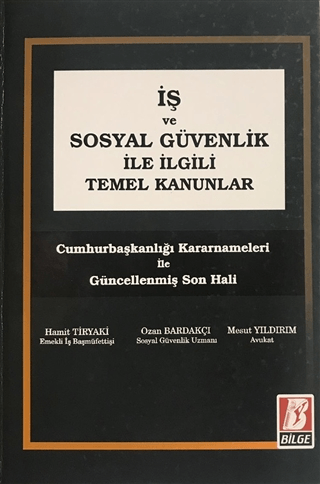 İŞ
ve
SOSYAL GÜVENLİK
İLE İLGİLİ
TEMEL KANUNLAR
Cumhurbaşkanlığı Kararnameleri
İle
Güncellenmiş Son Hali
Hamit TİRYAKİ
Emekli İş Başmüfettişi
Ozan BARDAKÇI
Sosyal Güvenlik Uzmanı
Mesut YILDIRIM
Avukat
BİLGE